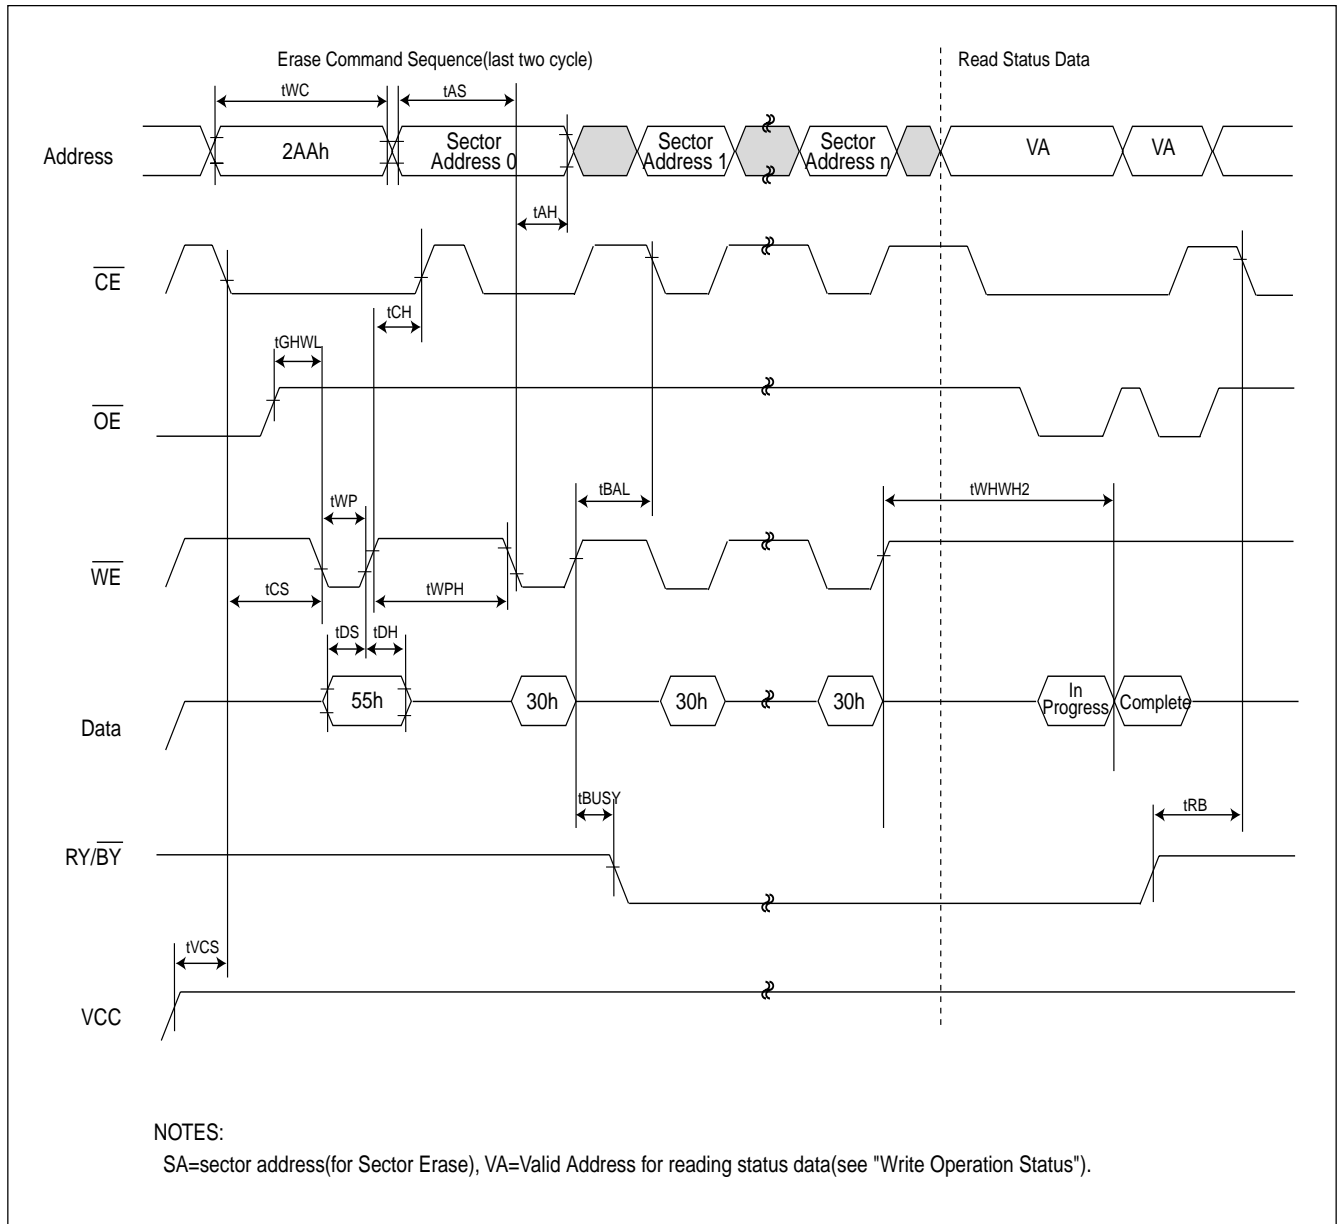 Erase Command Sequence(last two cycle)
Read Status Data
tWC
tAS
Address
2AAh
Sector
Address 0
Sector
Address 1
Sector
Address n
VA
VA
tAH
CE
tCH
tGHWL
OE
tWP
tBAL
tWHWH2
WE
tCS
tWPH
tDS
tDH
Data
55h
30h
30h
30h
In
Progress
Complete
tBUSY
tRB
RY/BY
tVCS
VCC
NOTES:
SA=sector address(for Sector Erase), VA=Valid Address for reading status data(see "Write Operation Status").